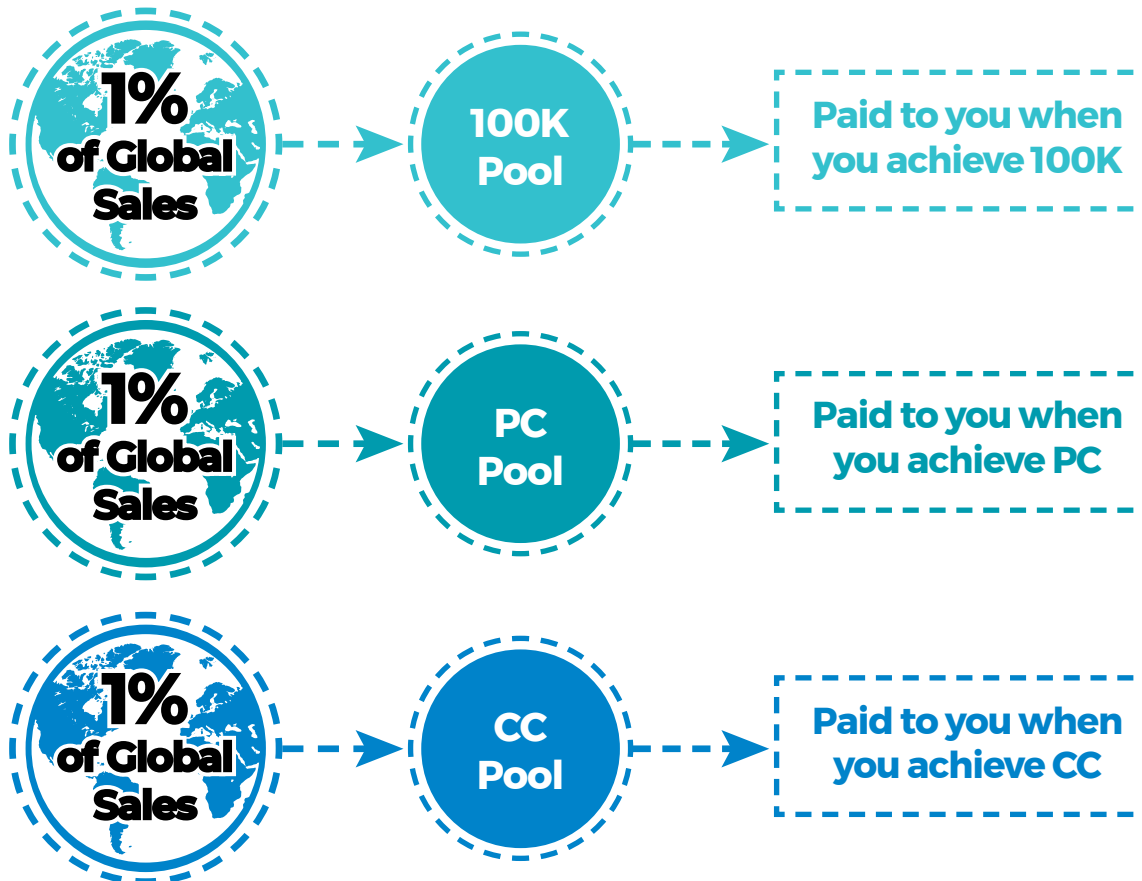 1%
of Global
Sales
100K
Pool
Paid to you when
you achieve 100K
1%
of Global
Sales
PC
Pool
Paid to you when
you achieve PC
1%
of Global
Sales
CC
Pool
Paid to you when
you achieve CC